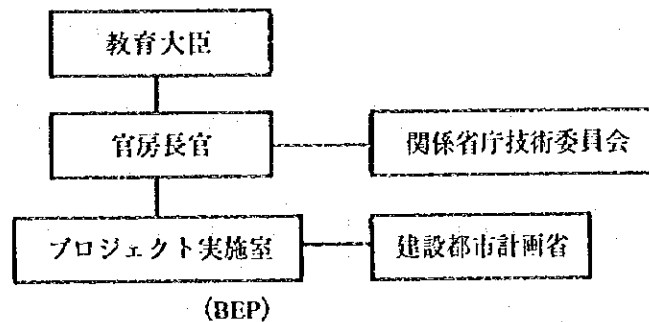 教育大臣
官房長官
関係省庁技術委員会
プロジェクト実施室
建設都市計画省
(BEP)